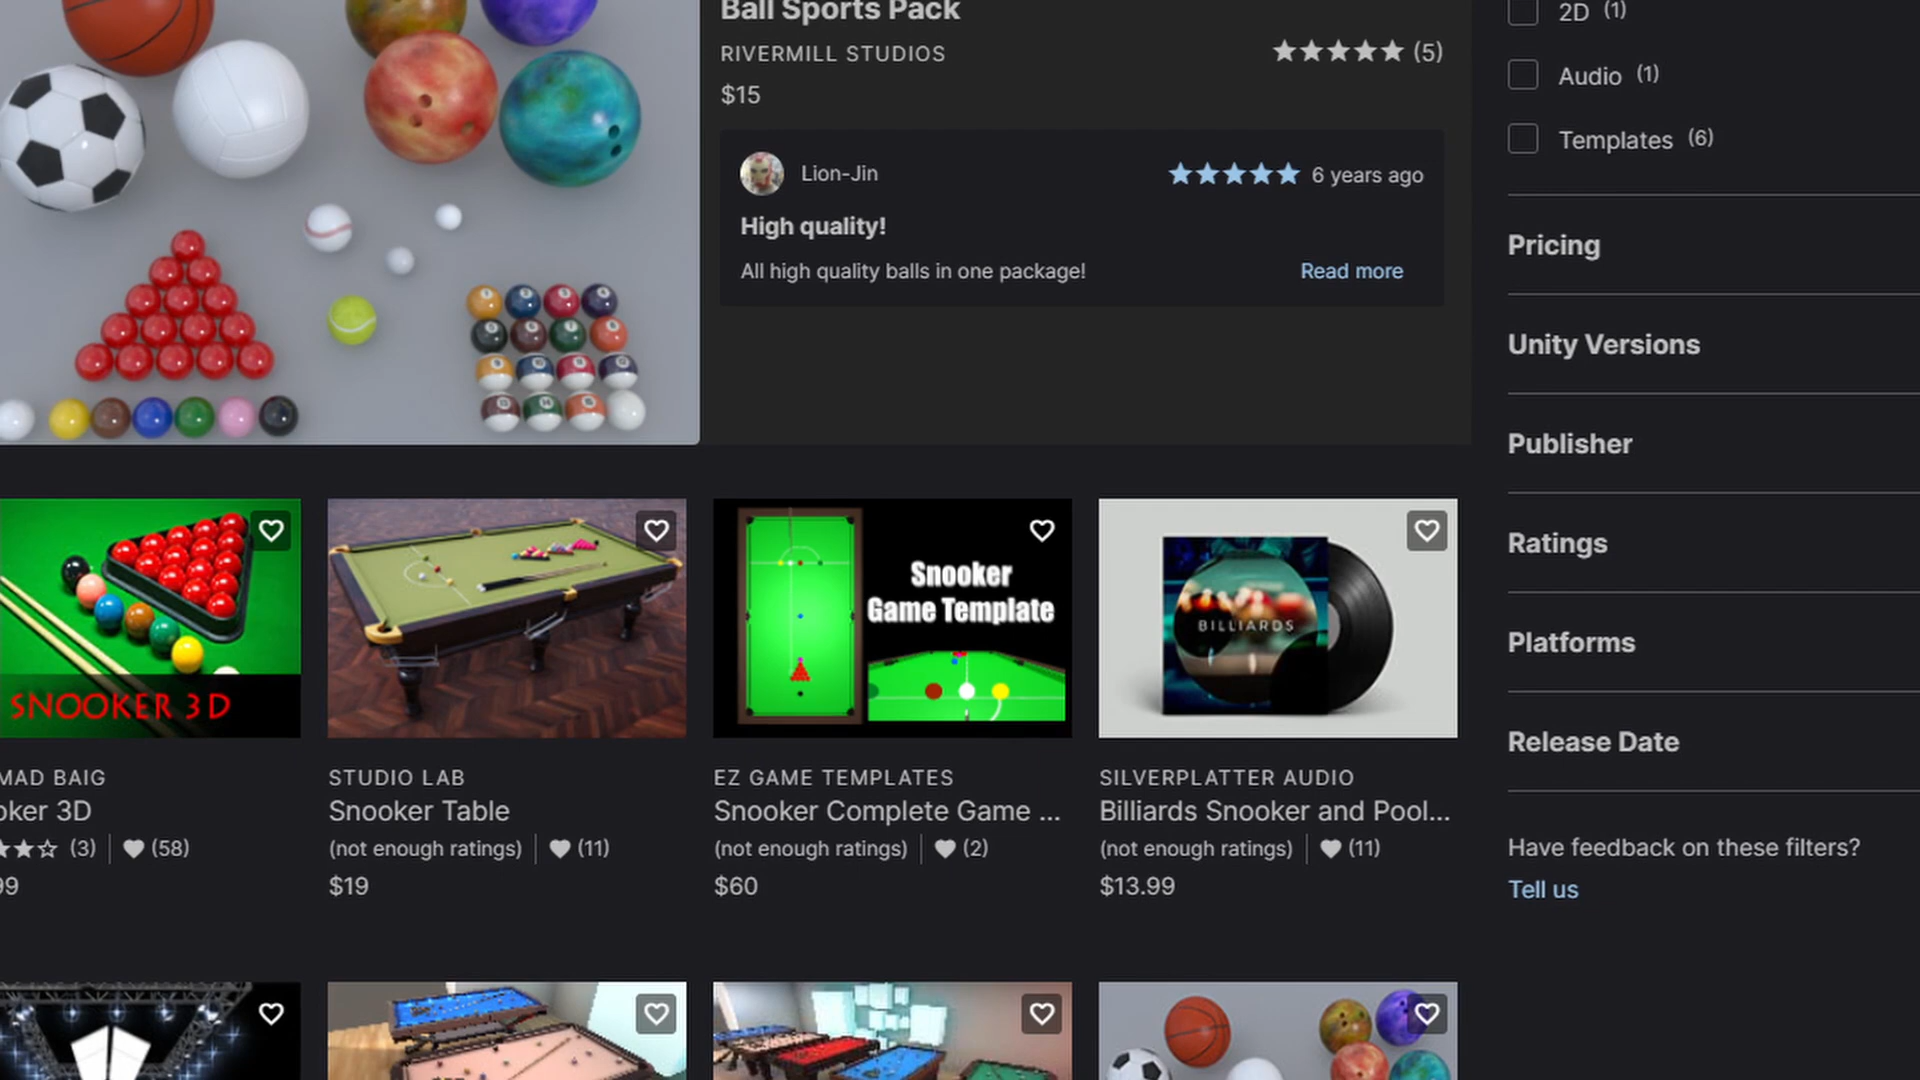 Ball Sports Pack
RIVERMILL STUDIOS
(5)
$15
Lion-Jin
6 years ago
High quality!
All high quality balls in one package!
Read more
2D (1)
Audio (1)
Templates (6)
Pricing
Unity Versions
Publisher
Ratings
Platforms
Release Date
Have feedback on these filters?
Tell us
SNOOKER 3D
MAD BAIG
oker 3D
(3) | (58)
99
STUDIO LAB
Snooker Table
(not enough ratings) | (11)
$19
Snooker
Game Template
EZ GAME TEMPLATES
Snooker Complete Game ...
(not enough ratings) | (2)
$60
BILLIARDS
SILVERPLATTER AUDIO
Billiards Snooker and Pool...
(not enough ratings) | (11)
$13.99